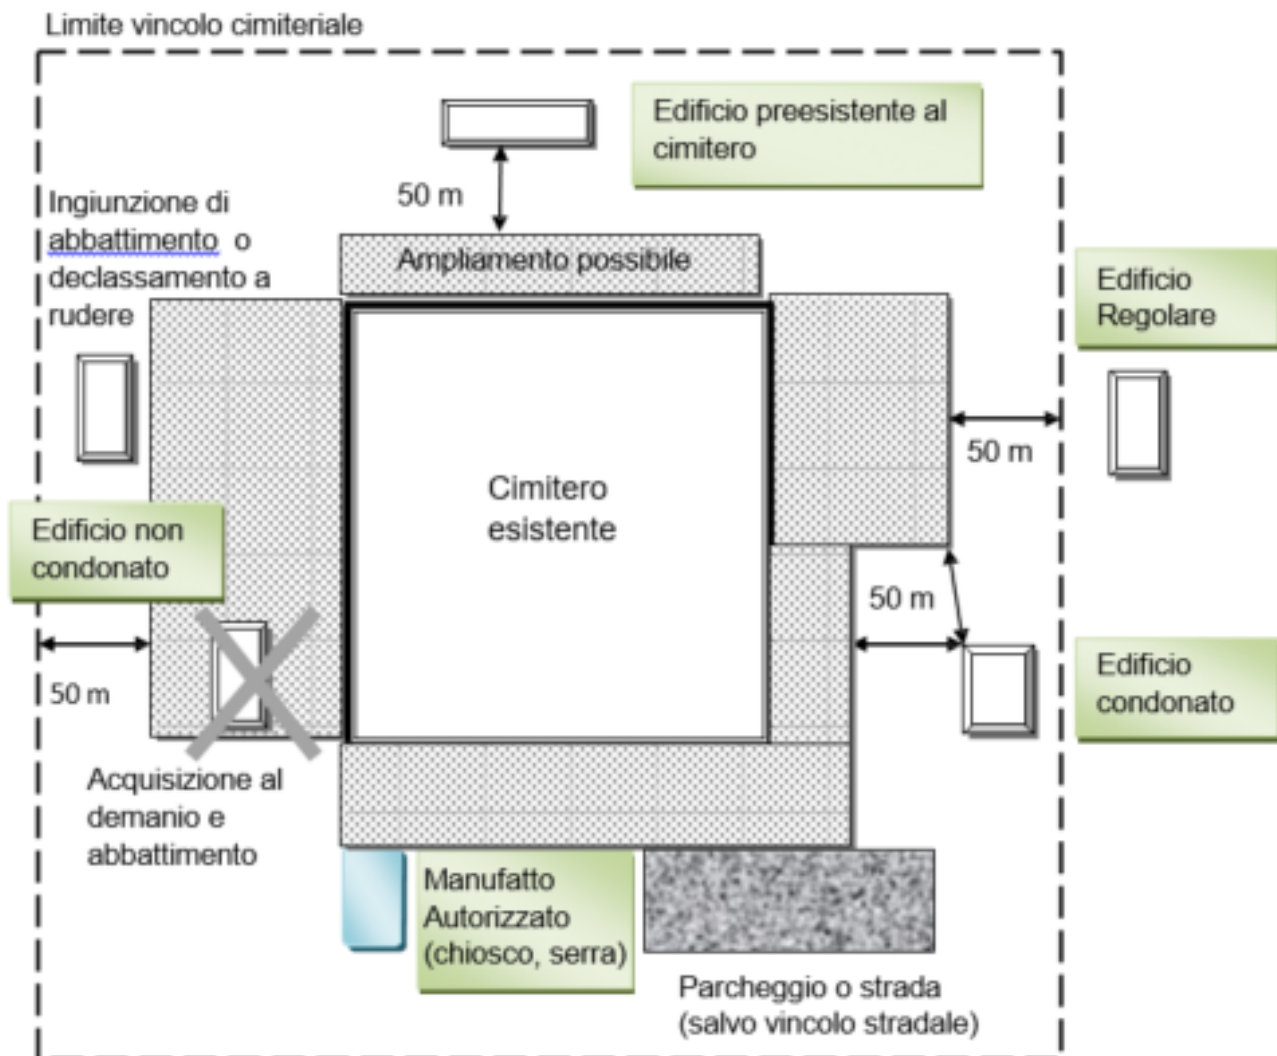 Limite vincolo cimiteriale
Edificio preesistente al
cimitero
50 m
Ingiunzione di
abbattimento o
declassamento a
rudere
Ampliamento possibile
Edificio
Regolare
50 m
Cimitero
esistente
Edificio non
condonato
50 m
50 m
Edificio
condonato
Acquisizione al
demanio e
abbattimento
Manufatto
Autorizzato
(chiosco, serra)
Parcheggio o strada
(salvo vincolo stradale)